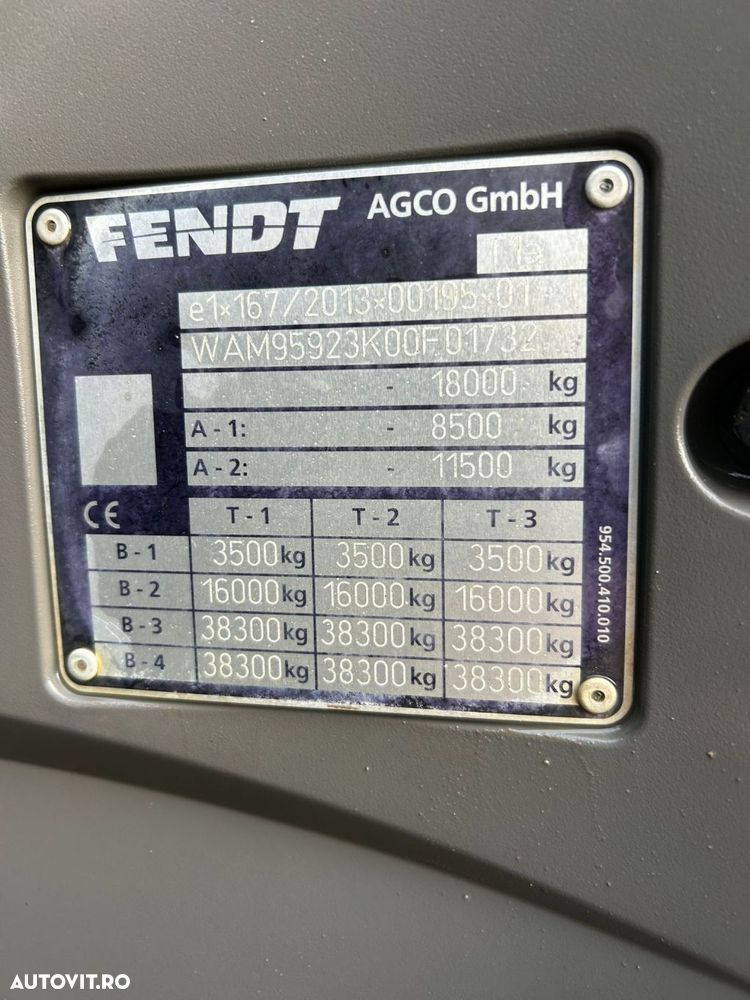 FENDT AGCO GmbH
e1×167/2013×00195×01
WAM95923K00F01732
- 18000 kg
A - 1: - 8500 kg
A - 2: - 11500 kg
CE T - 1 T - 2 T - 3
B - 1 3500kg 3500kg 3500kg
B - 2 16000kg 16000kg 16000kg
B - 3 38300kg 38300kg 38300kg
B - 4 38300kg 38300kg 38300kg
954.500.410.010
AUTOVIT.RO